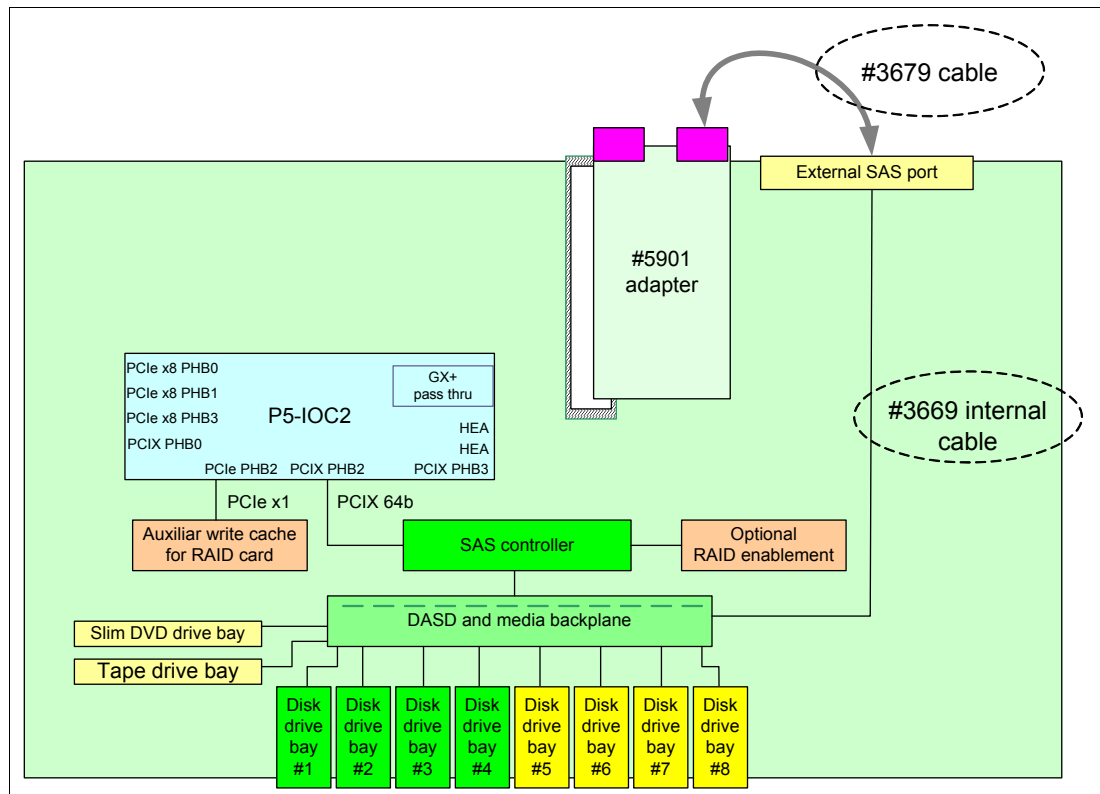 #3679 cable
External SAS port
#5901
adapter
#3669 internal
cable
PCIe x8 PHB0
PCIe x8 PHB1
PCIe x8 PHB3
PCIX PHB0
P5-IOC2
GX+
pass thru
HEA
HEA
PCIe PHB2
PCIX PHB2
PCIX PHB3
PCIe x1
PCIX 64b
Auxiliar write cache
for RAID card
SAS controller
Optional
RAID enablement
DASD and media backplane
Slim DVD drive bay
Tape drive bay
Disk
drive
bay
#1
Disk
drive
bay
#2
Disk
drive
bay
#3
Disk
drive
bay
#4
Disk
drive
bay
#5
Disk
drive
bay
#6
Disk
drive
bay
#7
Disk
drive
bay
#8